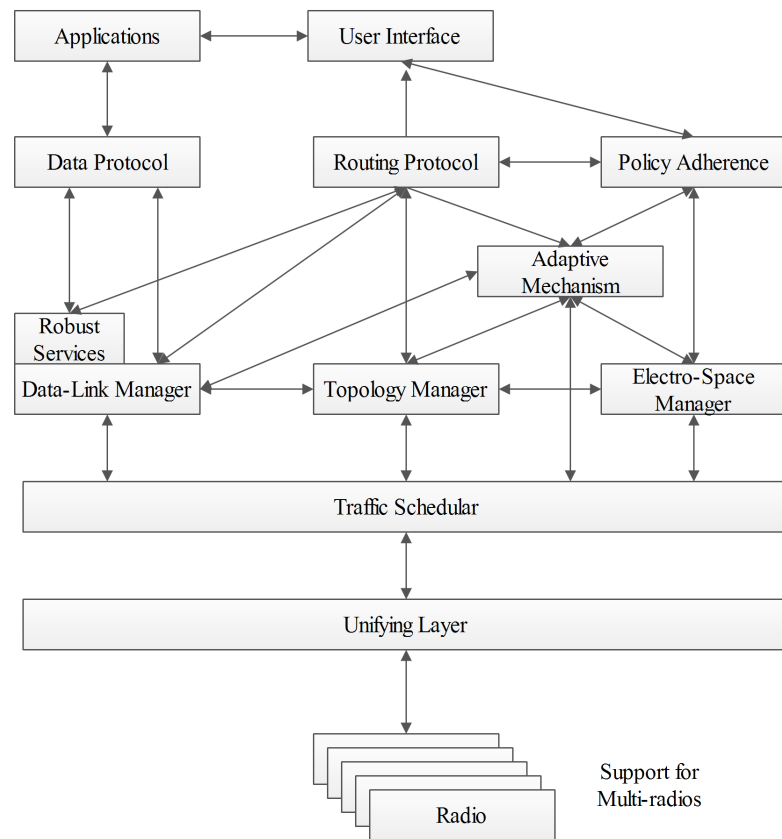 Applications
User Interface
Data Protocol
Routing Protocol
Policy Adherence
Adaptive
Mechanism
Robust
Services
Data-Link Manager
Topology Manager
Electro-Space
Manager
Traffic Schedular
Unifying Layer
Radio
Support for
Multi-radios